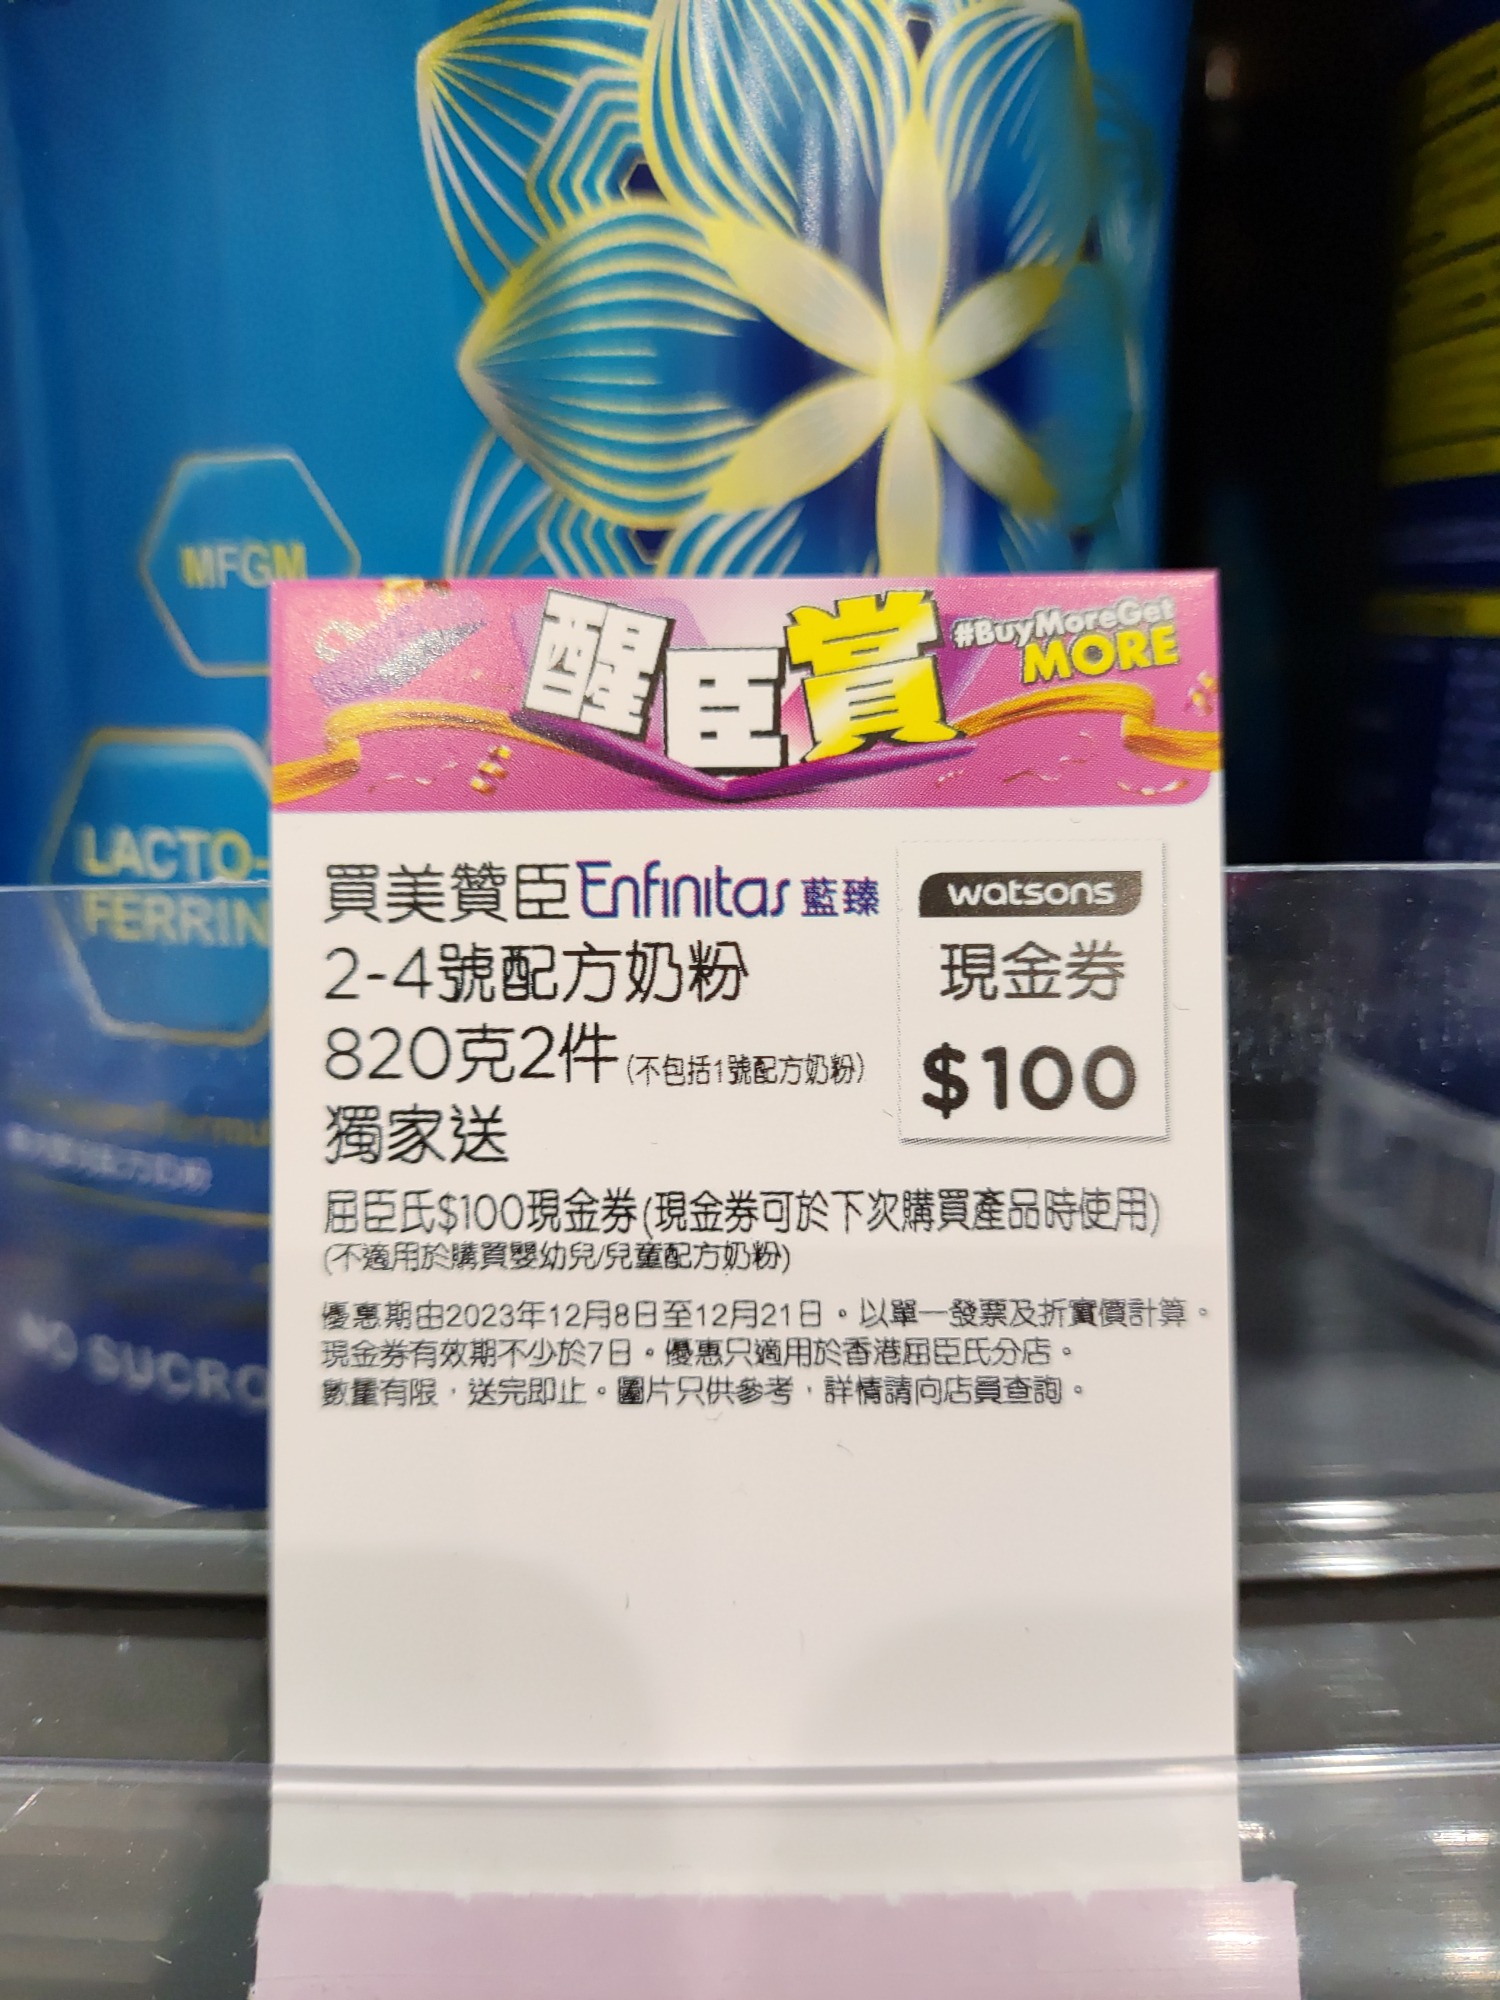 MFGM
LACTO-
FERRIN
醒臣賞
#BuyMoreGet
MORE
買美贊臣Enfinitas 藍臻
2-4號配方奶粉
820克2件(不包括1號配方奶粉)
獨家送
watsons
現金券
$100
屈臣氏$100現金券(現金券可於下次購買產品時使用)
(不適用於購買嬰幼兒/兒童配方奶粉)
優惠期由2023年12月8日至12月21日。以單一發票及折實價計算。
現金券有效期不少於7日。優惠只適用於香港屈臣氏分店。
數量有限，送完即止。圖片只供參考，詳情請向店員查詢。
NO SUCRO